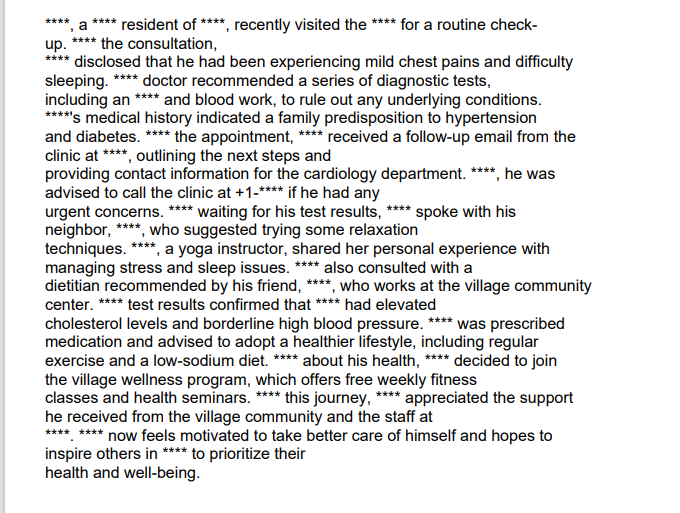 ****, a **** resident of ****, recently visited the **** for a routine check-
up. **** the consultation,
**** disclosed that he had been experiencing mild chest pains and difficulty
sleeping. **** doctor recommended a series of diagnostic tests,
including an **** and blood work, to rule out any underlying conditions.
****'s medical history indicated a family predisposition to hypertension
and diabetes. **** the appointment, **** received a follow-up email from the
clinic at ****, outlining the next steps and
providing contact information for the cardiology department. ****, he was
advised to call the clinic at +1-**** if he had any
urgent concerns. **** waiting for his test results, **** spoke with his
neighbor, ****, who suggested trying some relaxation
techniques. ****, a yoga instructor, shared her personal experience with
managing stress and sleep issues. **** also consulted with a
dietitian recommended by his friend, ****, who works at the village community
center. **** test results confirmed that **** had elevated
cholesterol levels and borderline high blood pressure. **** was prescribed
medication and advised to adopt a healthier lifestyle, including regular
exercise and a low-sodium diet. **** about his health, **** decided to join
the village wellness program, which offers free weekly fitness
classes and health seminars. **** this journey, **** appreciated the support
he received from the village community and the staff at
****. **** now feels motivated to take better care of himself and hopes to
inspire others in **** to prioritize their
health and well-being.